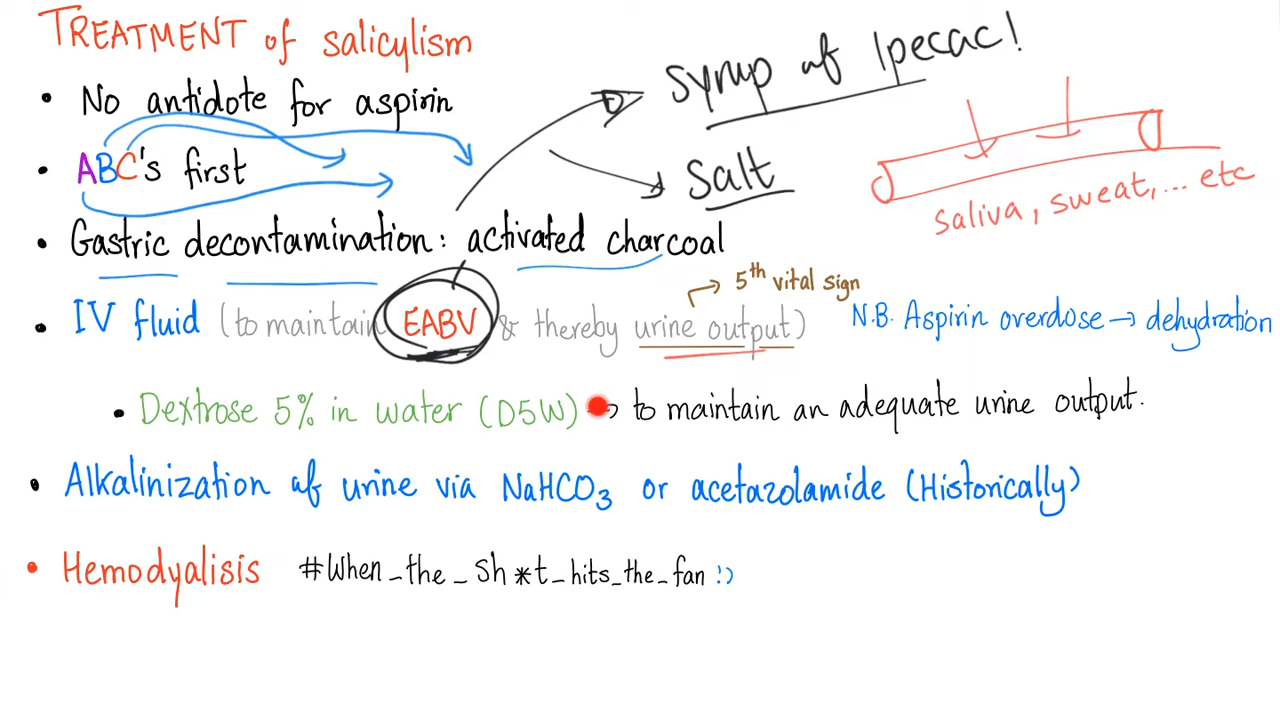 TREATMENT of salicylism
Syrup of Ipecac!
• No antidote for aspirin
• ABC's first
Salt
saliva, sweat, ... etc
• Gastric decontamination: activated charcoal
5th vital sign
• IV fluid (to maintain EABV & thereby urine output)
N.B. Aspirin overdose → dehydration
• Dextrose 5% in water (D5W) → to maintain an adequate urine output.
• Alkalinization of urine via NaHCO3 or acetazolamide (Historically)
• Hemodyalisis #When_the_Sh*t_hits_the_fan :)